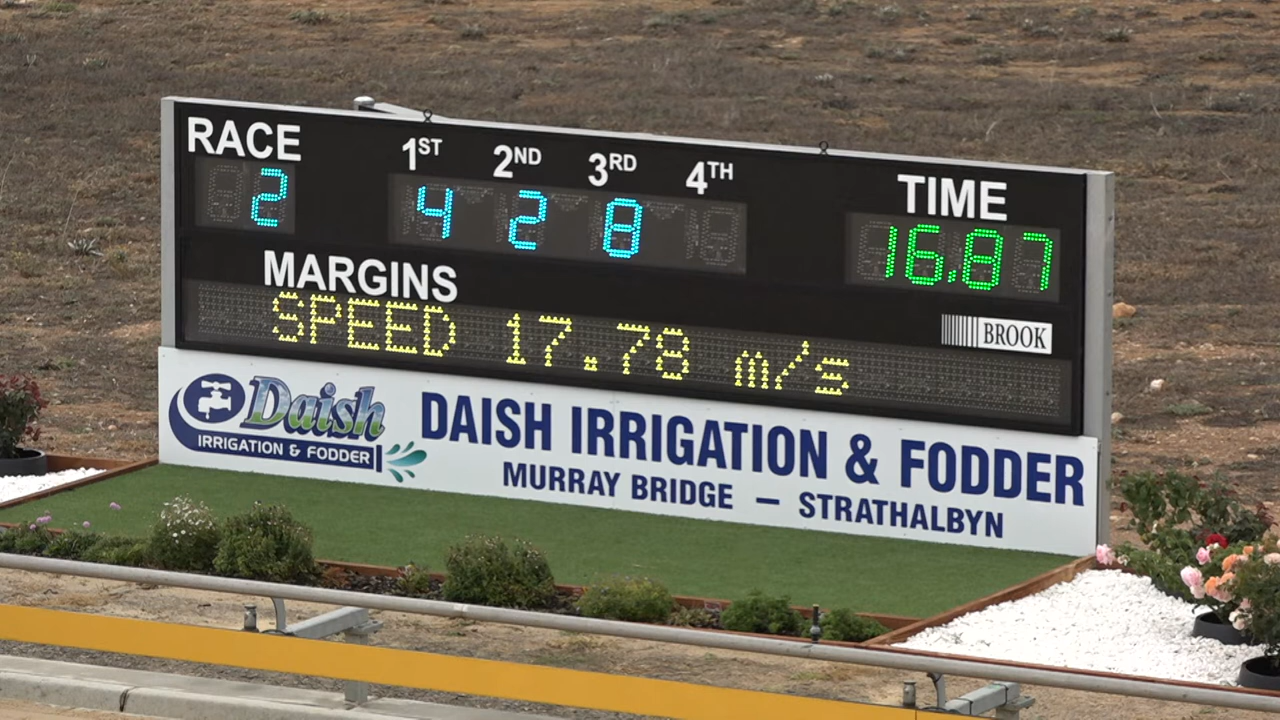 RACE 1ST 2ND 3RD 4TH TIME
2 4 2 8 16.87
MARGINS
SPEED 17.78 m/s
BROOK
Daish
IRRIGATION & FODDER
DAISH IRRIGATION & FODDER
MURRAY BRIDGE – STRATHALBYN